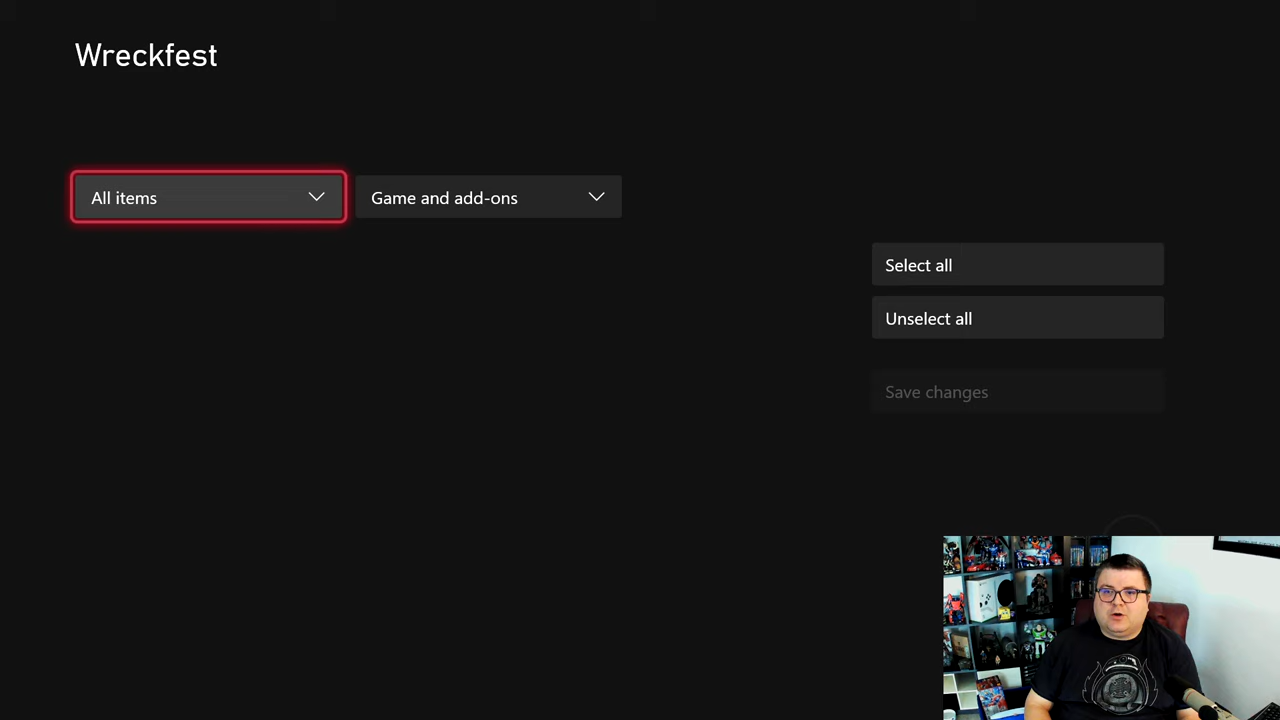 Wreckfest
All items
Game and add-ons
Select all
Unselect all
Save changes